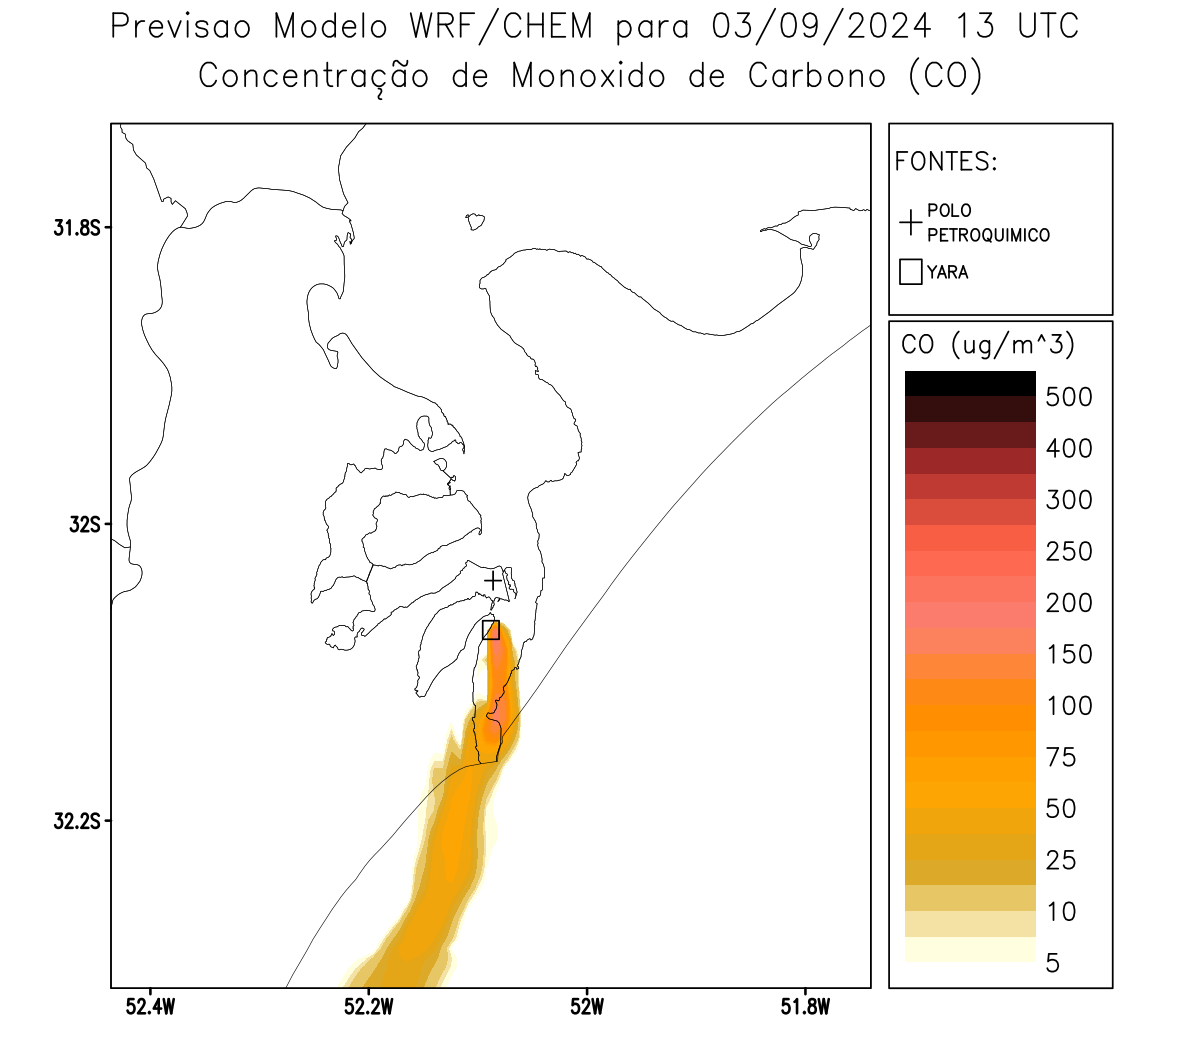 Previsao Modelo WRF/CHEM para 03/09/2024 13 UTC
Concentração de Monoxido de Carbono (CO)
FONTES:
POLO
PETROQUIMICO
YARA
CO (ug/m^3)
500
400
300
250
200
150
100
75
50
25
10
5
31.8S
32S
32.2S
52.4W
52.2W
52W
51.8W